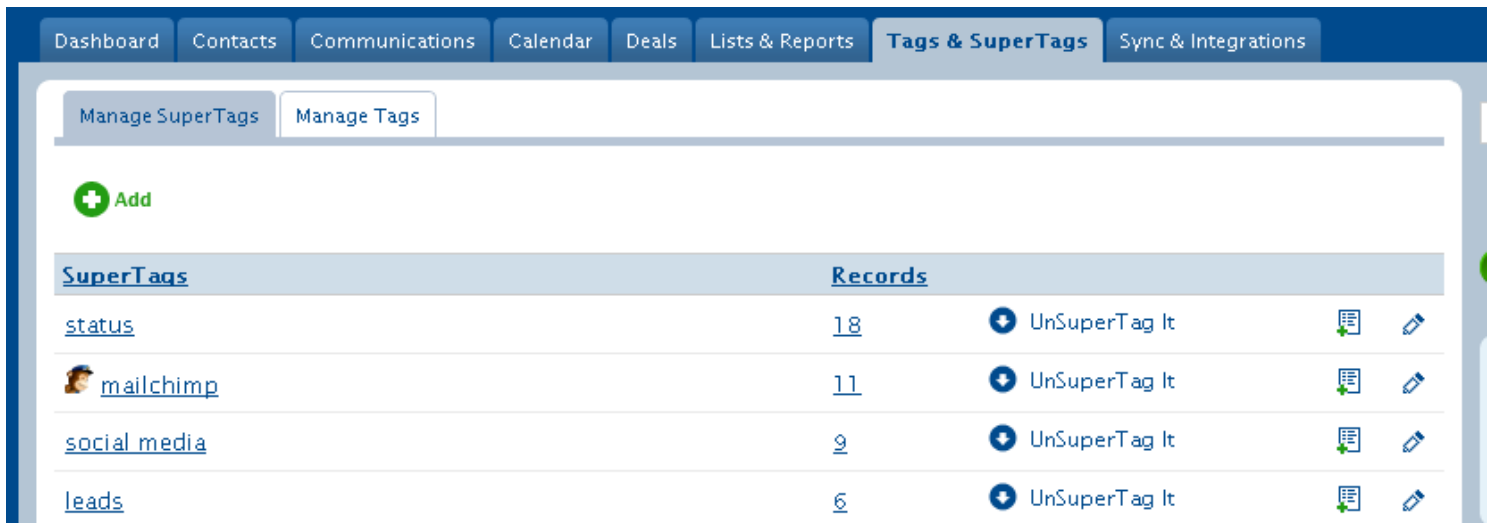 Dashboard Contacts Communications Calendar Deals Lists & Reports Tags & SuperTags Sync & Integrations
Manage SuperTags Manage Tags
Add
SuperTags Records
status 18 UnSuperTag It
mailchimp 11 UnSuperTag It
social media 9 UnSuperTag It
leads 6 UnSuperTag It